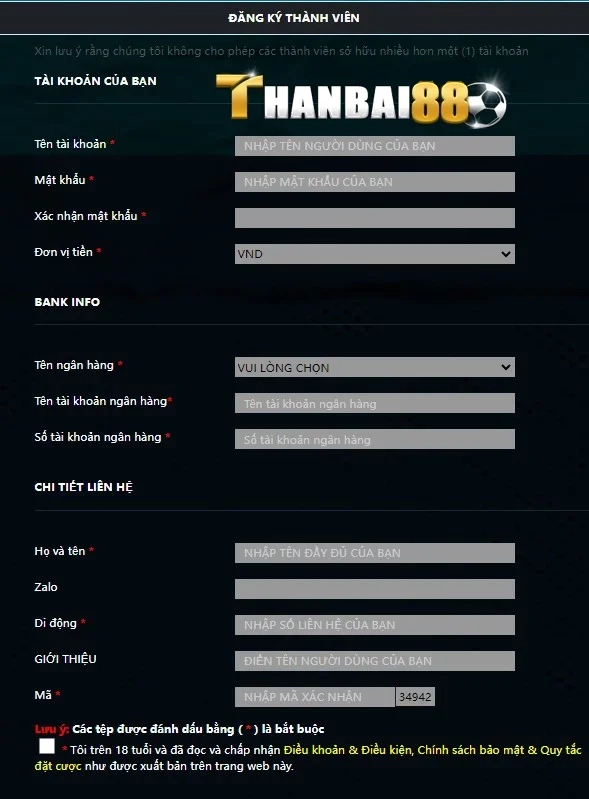 ĐĂNG KÝ THÀNH VIÊN
Xin lưu ý rằng chúng tôi không cho phép các thành viên sở hữu nhiều hơn một (1) tài khoản
TÀI KHOẢN CỦA BẠN
THANBAI88
Tên tài khoản * NHẬP TÊN NGƯỜI DÙNG CỦA BẠN
Mật khẩu * NHẬP MẬT KHẨU CỦA BẠN
Xác nhận mật khẩu *
Đơn vị tiền * VND
BANK INFO
Tên ngân hàng * VUI LÒNG CHỌN
Tên tài khoản ngân hàng* Tên tài khoản ngân hàng
Số tài khoản ngân hàng * Số tài khoản ngân hàng
CHI TIẾT LIÊN HỆ
Họ và tên * NHẬP TÊN ĐẦY ĐỦ CỦA BẠN
Zalo
Di động * NHẬP SỐ LIÊN HỆ CỦA BẠN
GIỚI THIỆU ĐIỀN TÊN NGƯỜI DÙNG CỦA BẠN
Mã * NHẬP MÃ XÁC NHẬN 34942
Lưu ý: Các tệp được đánh dấu bằng ( * ) là bắt buộc
* Tôi trên 18 tuổi và đã đọc và chấp nhận Điều khoản & Điều kiện, Chính sách bảo mật & Quy tắc
đặt cược như được xuất bản trên trang web này.